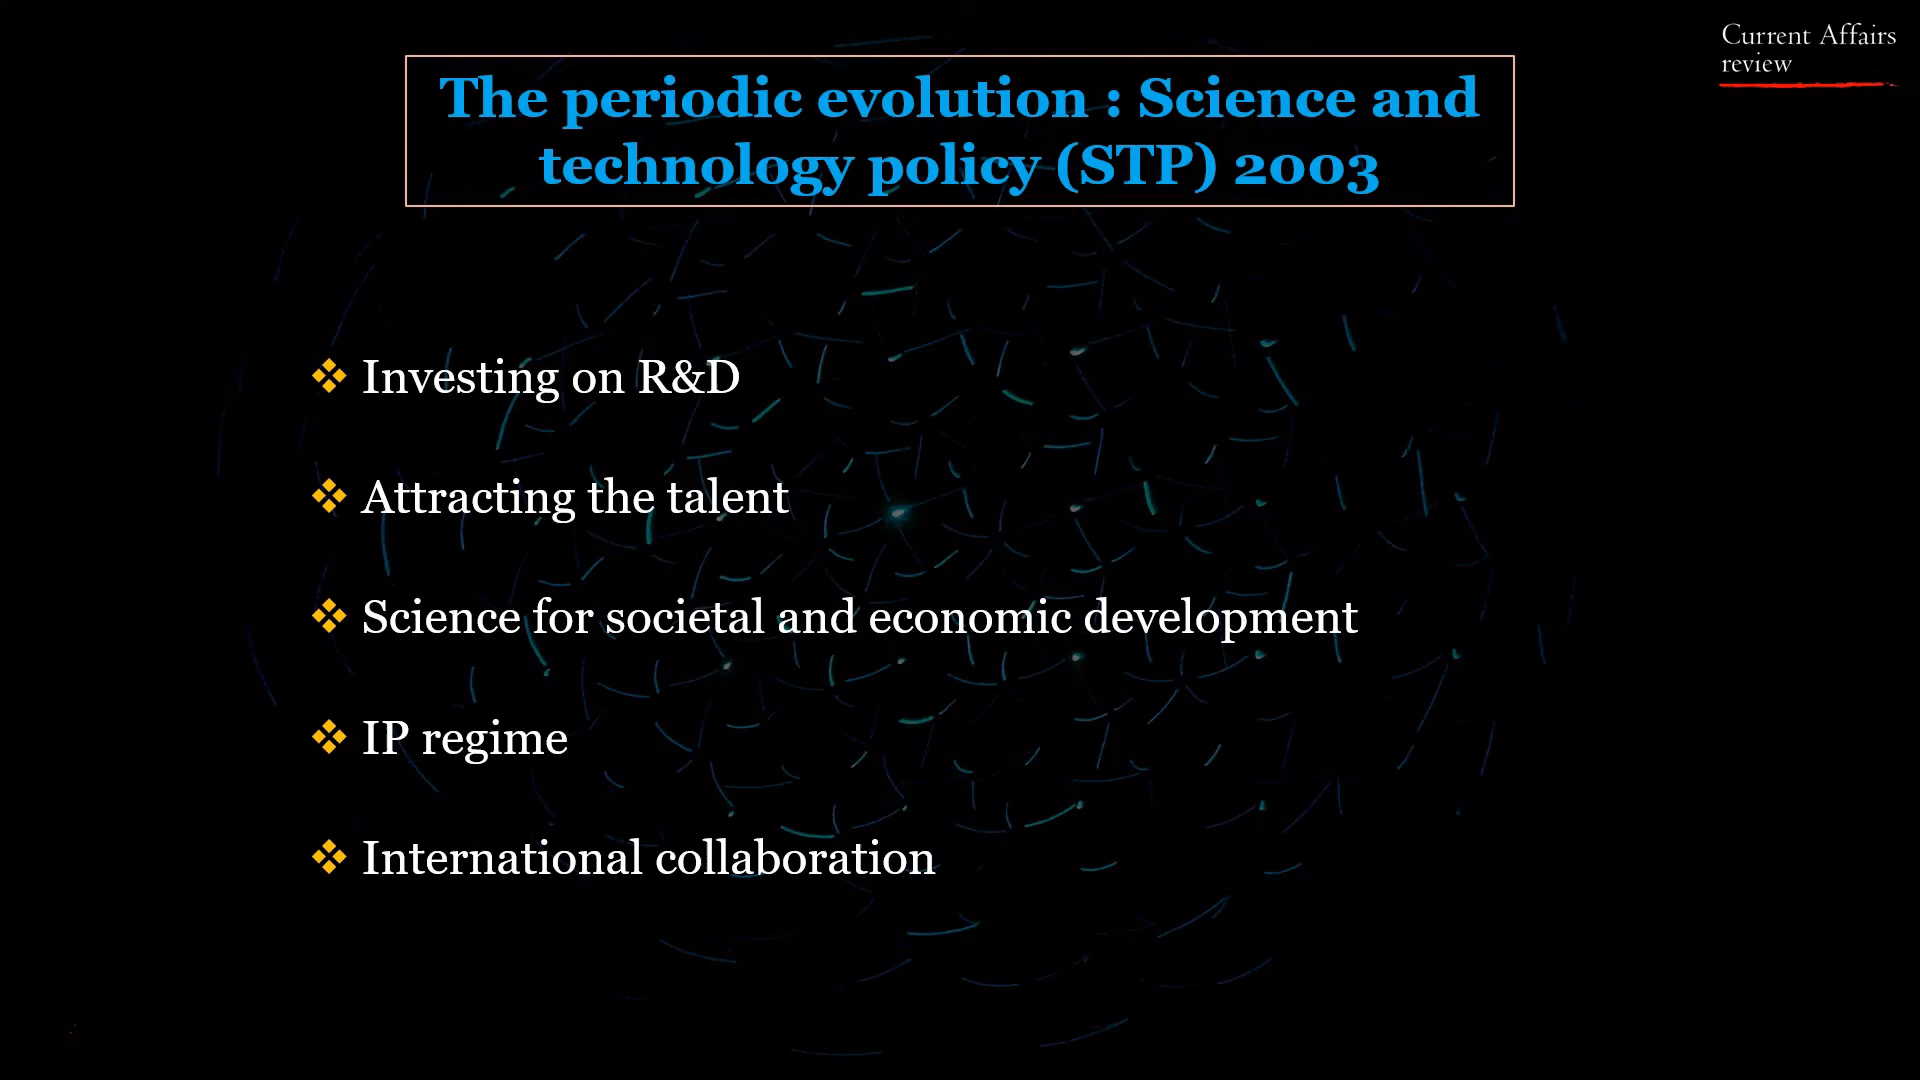 Current Affairs
review
The periodic evolution : Science and
technology policy (STP) 2003
Investing on R&D
Attracting the talent
Science for societal and economic development
IP regime
International collaboration